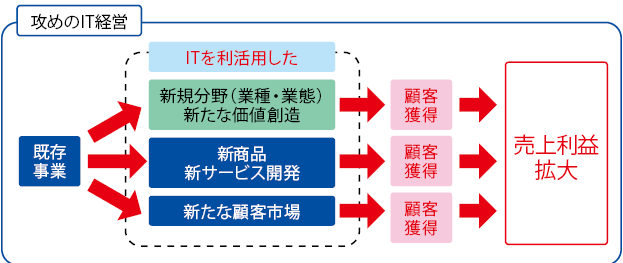 攻めのIT経営
ITを利活用した
新規分野（業種・業態）
新たな価値創造
顧客
獲得
既存
事業
新商品
新サービス開発
顧客
獲得
売上利益
拡大
新たな顧客市場
顧客
獲得